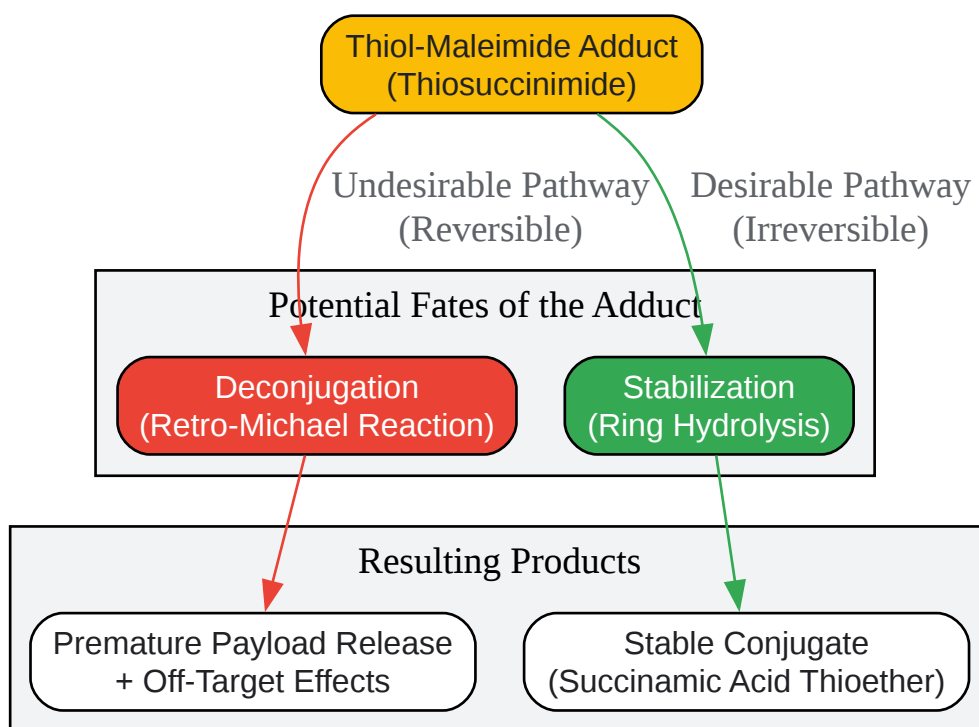 Thiol-Maleimide Adduct
(Thiosuccinimide)
Undesirable Pathway
(Reversible)
Desirable Pathway
(Irreversible)
Potential Fates of the Adduct
Deconjugation
(Retro-Michael Reaction)
Stabilization
(Ring Hydrolysis)
Resulting Products
Premature Payload Release
+ Off-Target Effects
Stable Conjugate
(Succinamic Acid Thioether)